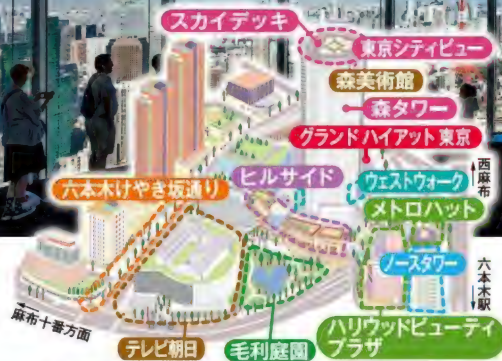 スカイデッキ
東京シティビュー
森美術館
森タワー
グランド ハイアット 東京
西麻布
六本木けやき坂通り
ヒルサイド
ウェストウォーク
メトロハット
ノースタワー
六本木駅
麻布十番方面
テレビ朝日
毛利庭園
ハリウッドビューティ
プラザ